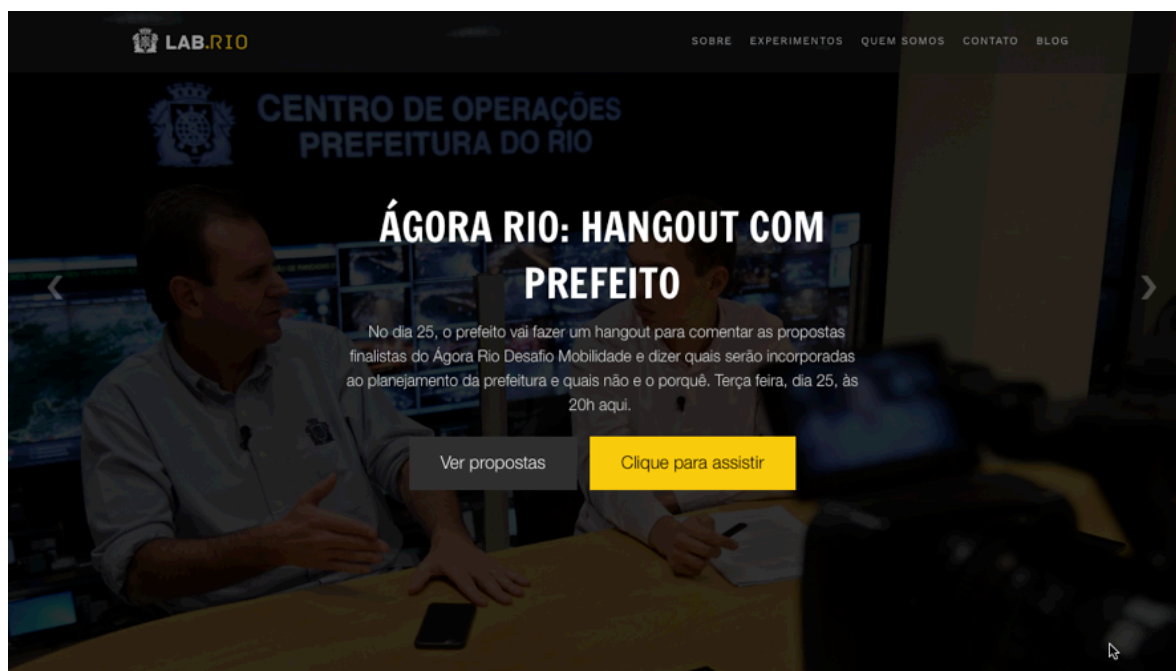 LAB.RIO
SOBRE EXPERIMENTOS QUEM SOMOS CONTATO BLOG
CENTRO DE OPERAÇÕES
PREFEITURA DO RIO
ÁGORA RIO: HANGOUT COM
PREFEITO
No dia 25, o prefeito vai fazer um hangout para comentar as propostas
finalistas do Ágora Rio Desafio Mobilidade e dizer quais serão incorporadas
ao planejamento da prefeitura e quais não e o porquê. Terça feira, dia 25, às
20h aqui.
Ver propostas
Clique para assistir